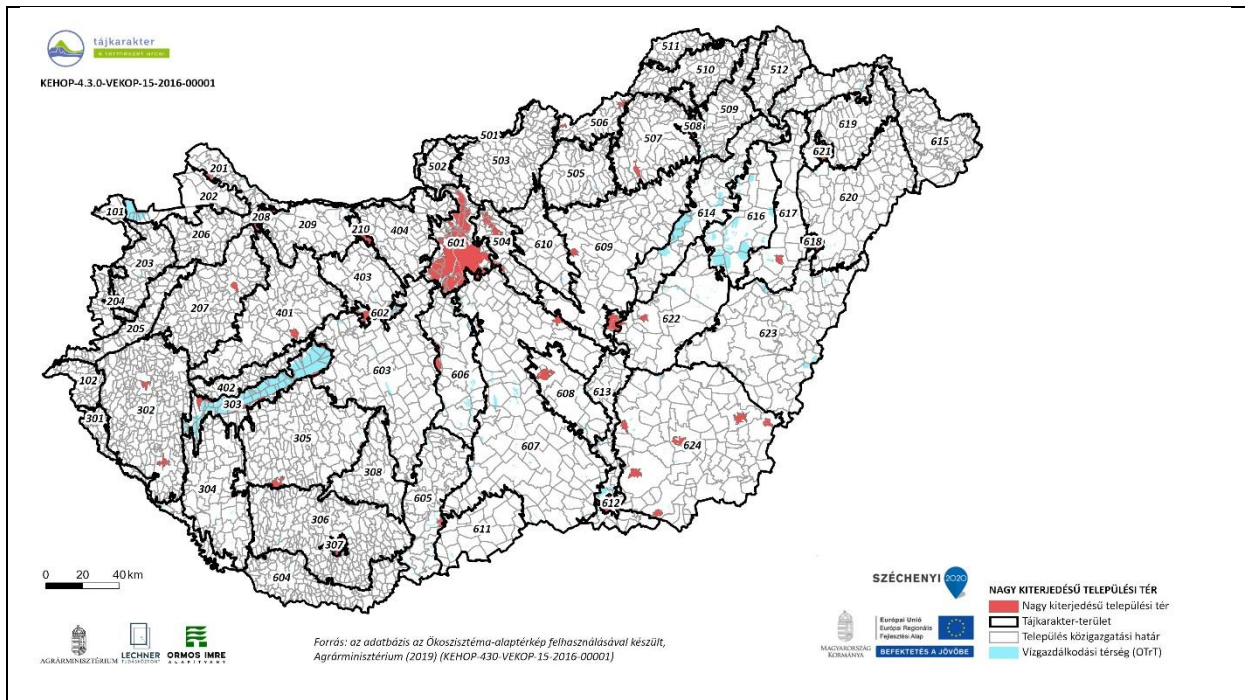 tájkarakter
a természet arcai
KEHOP-4.3.0-VEKOP-15-2016-00001
511
510
512
509
506
508
507
501
502
503
505
619
621
615
620
201
202
101
208
209
210
404
601
504
610
609
614
616
617
618
206
203
204
205
207
401
403
602
622
623
102
302
301
402
303
603
606
608
613
305
304
308
607
624
605
306
307
604
611
612
0 20 40 km
AGRÁRMINISZTÉRIUM
LECHNER
TUDÁSKÖZPONT
ORMOS IMRE
ALAPÍTVÁNY
Forrás: az adatbázis az Ökoszisztéma-alaptérkép felhasználásával készült,
Agrárminisztérium (2019) (KEHOP-430-VEKOP-15-2016-00001)
SZÉCHENYI 2020
MAGYARORSZÁG
KORMÁNYA
Európai Unió
Európai Regionális
Fejlesztési Alap
BEFEKTETÉS A JÖVŐBE
NAGY KITERJEDÉSŰ TELEPÜLÉSI TÉR
Nagy kiterjedésű települési tér
Tájkarakter-terület
Település közigazgatási határ
Vízgazdálkodási térség (OTrT)